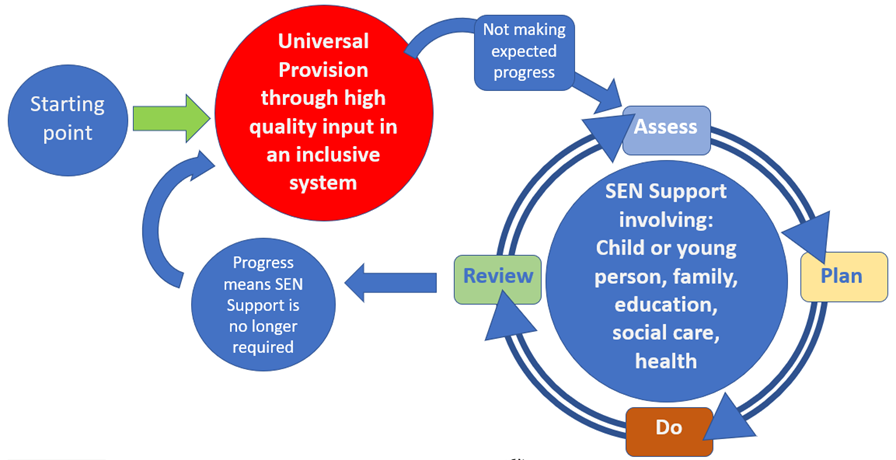 Starting
point
Universal
Provision
through high
quality input in
an inclusive
system
Not making
expected
progress
Assess
SEN Support
involving:
Child or young
person, family,
education,
social care,
health
Plan
Do
Review
Progress
means SEN
Support is
no longer
required